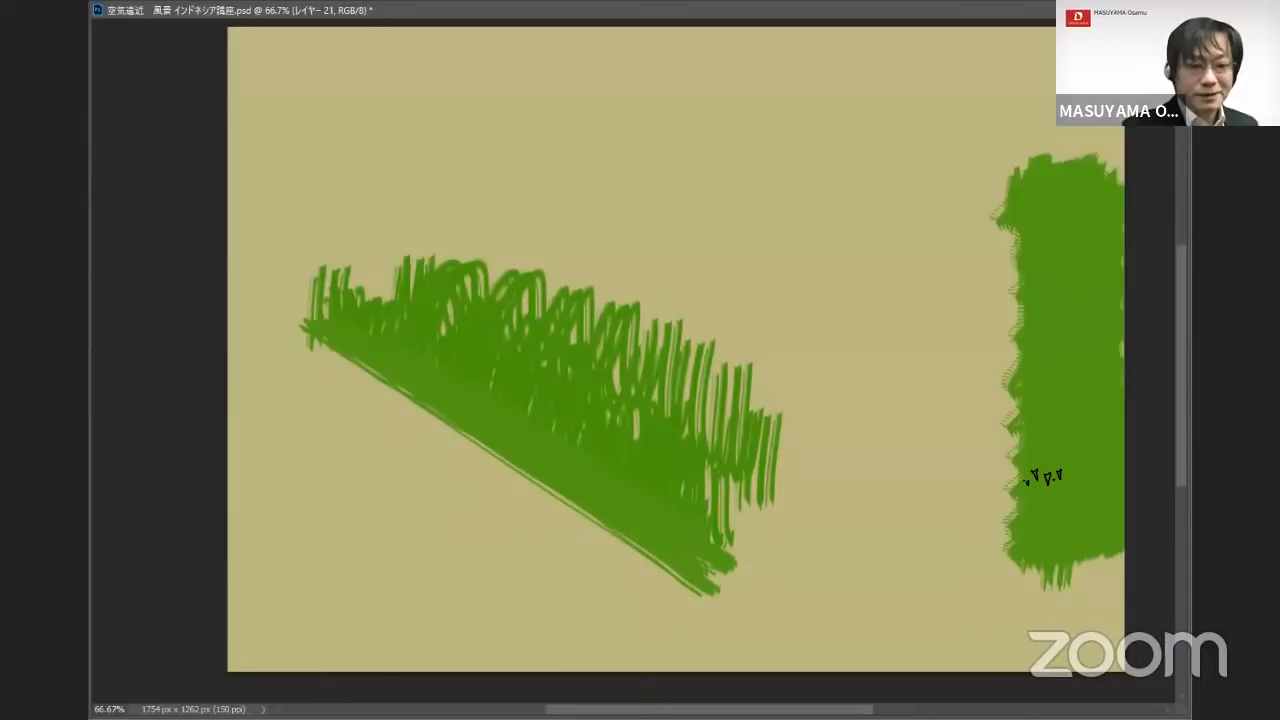 空気遠近 風景 インドネシア講座.psd @ 66.7% (レイヤー 21, RGB/8) *
MASUYAMA Osamu
MASUYAMA O...
zoom
66.67% 1754 px x 1262 px (150 ppi)